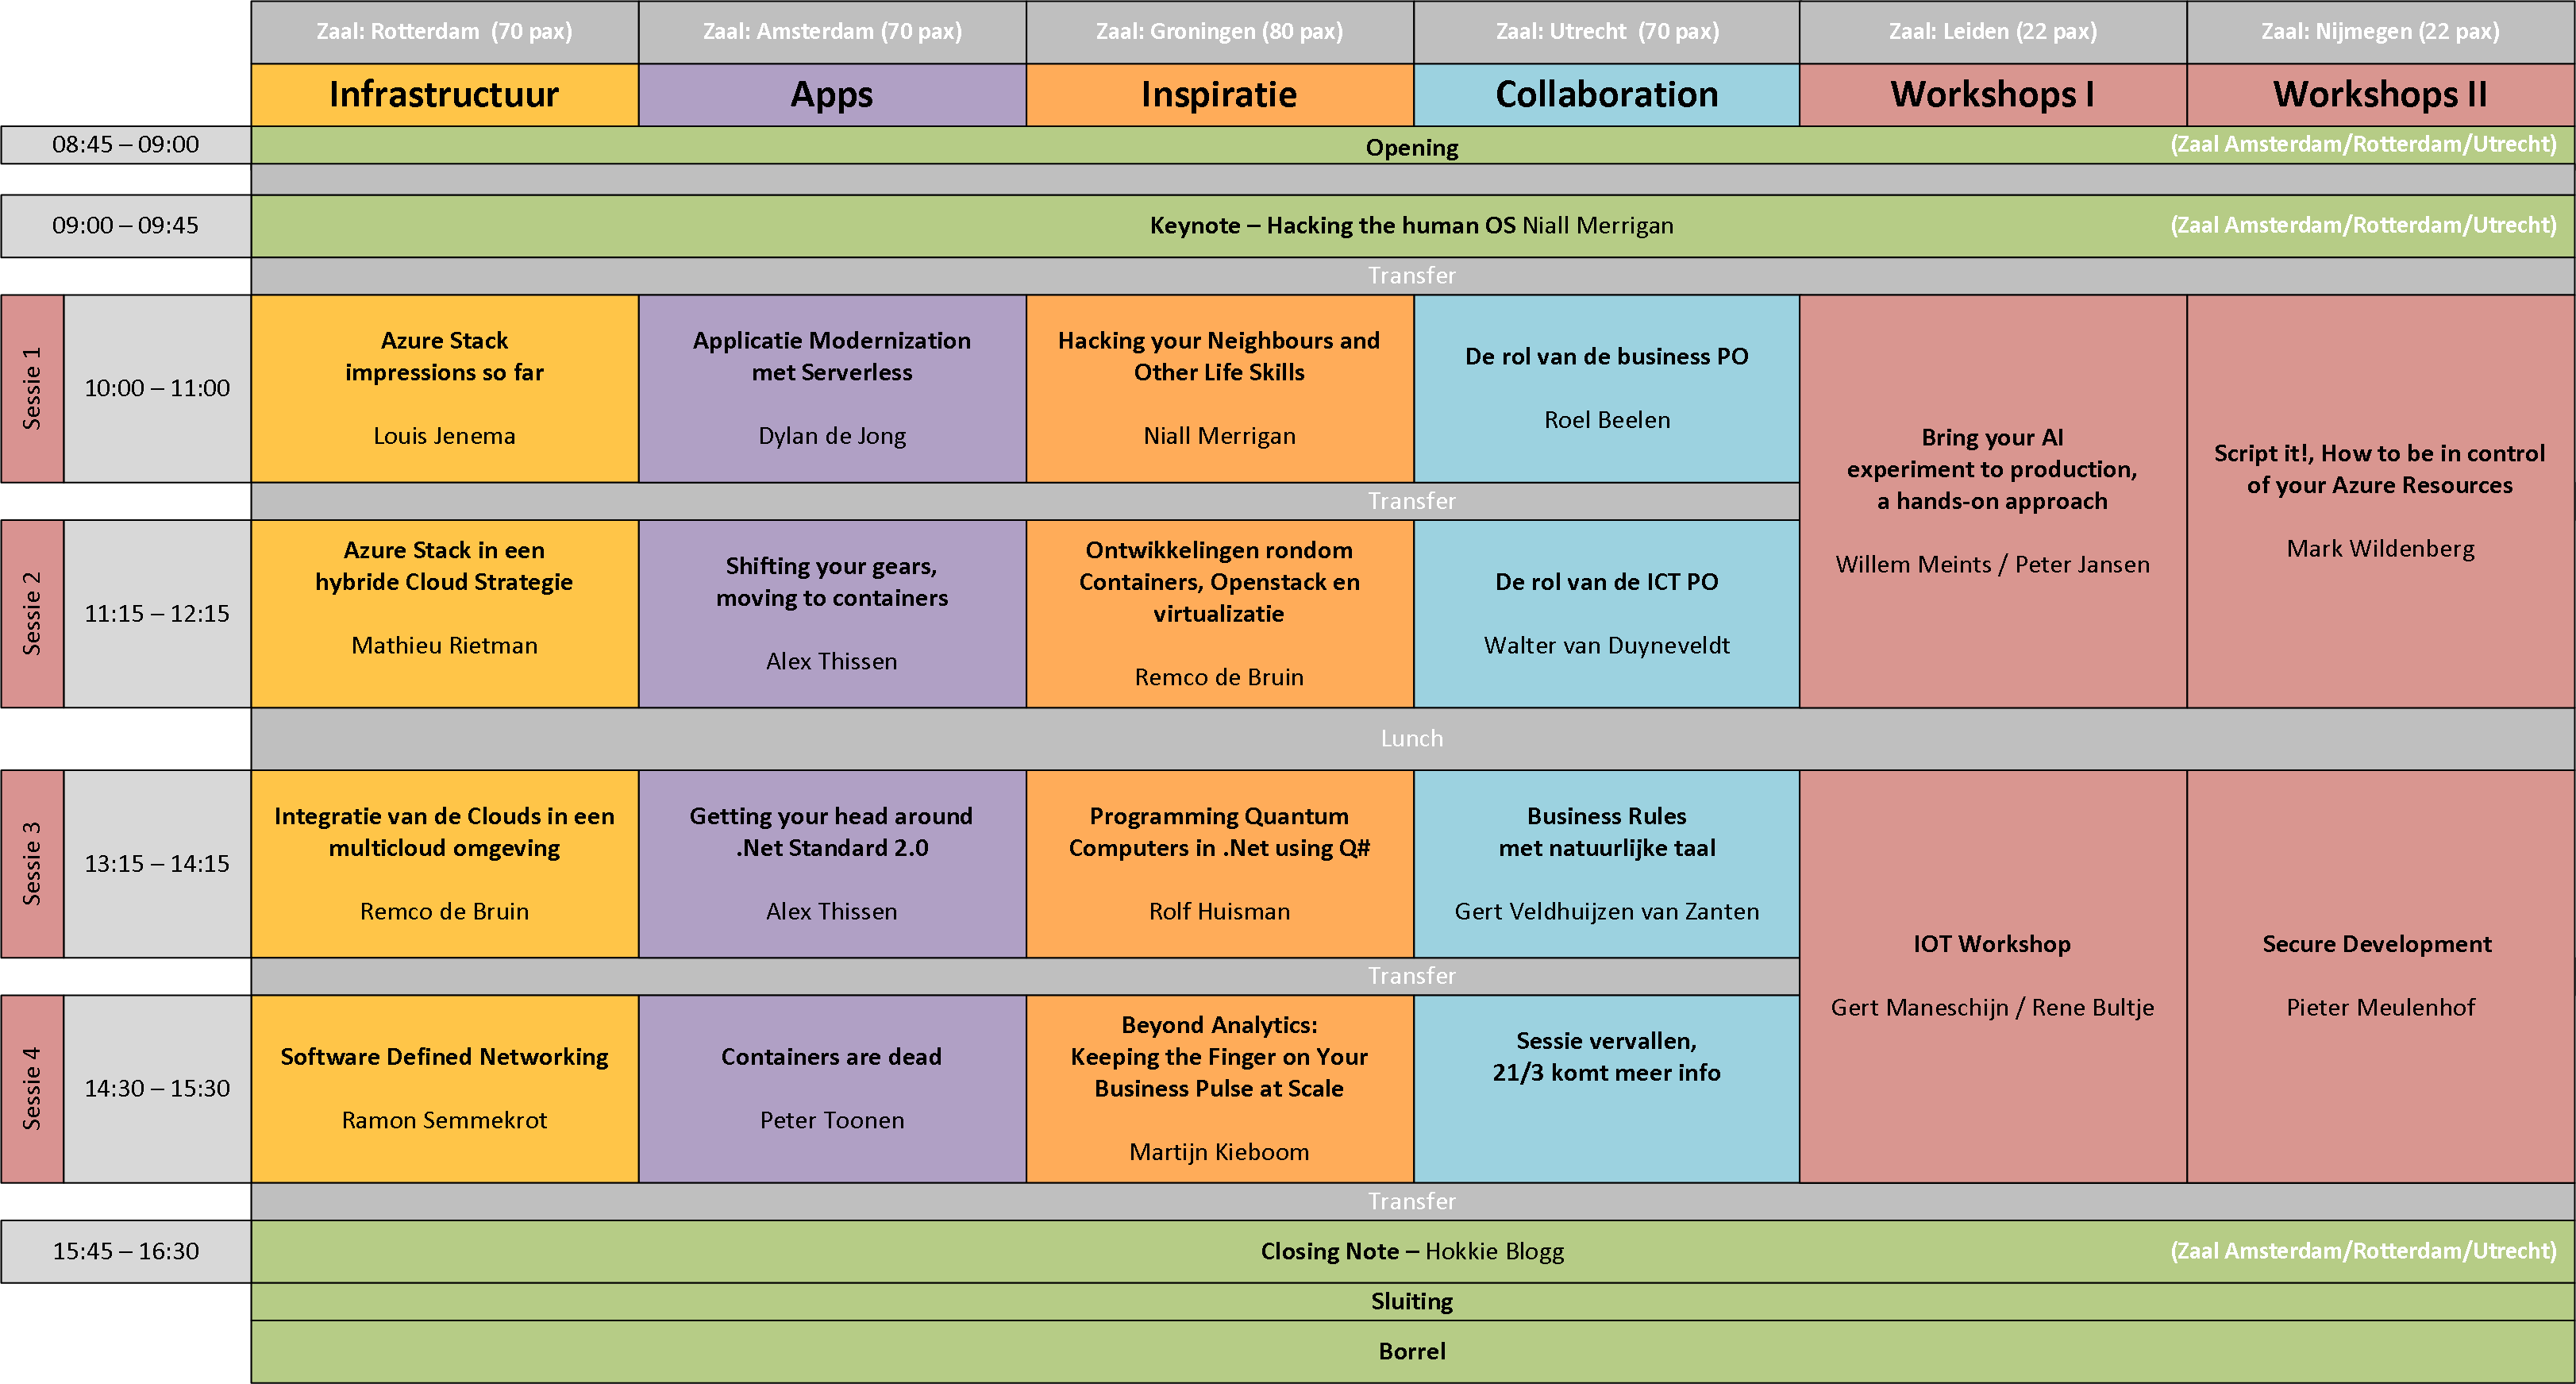 Zaal: Rotterdam (70 pax)
Zaal: Amsterdam (70 pax)
Zaal: Groningen (80 pax)
Zaal: Utrecht (70 pax)
Zaal: Leiden (22 pax)
Zaal: Nijmegen (22 pax)
Infrastructuur
Apps
Inspiratie
Collaboration
Workshops I
Workshops II
08:45 – 09:00
Opening
(Zaal Amsterdam/Rotterdam/Utrecht)
09:00 – 09:45
Keynote – Hacking the human OS Niall Merrigan
(Zaal Amsterdam/Rotterdam/Utrecht)
Transfer
Sessie 1
10:00 – 11:00
Azure Stack
impressions so far
Louis Jenema
Applicatie Modernization
met Serverless
Dylan de Jong
Hacking your Neighbours and
Other Life Skills
Niall Merrigan
De rol van de business PO
Roel Beelen
Bring your AI
experiment to production,
a hands-on approach
Willem Meints / Peter Jansen
Script it!, How to be in control
of your Azure Resources
Mark Wildenberg
Transfer
Sessie 2
11:15 – 12:15
Azure Stack in een
hybride Cloud Strategie
Mathieu Rietman
Shifting your gears,
moving to containers
Alex Thissen
Ontwikkelingen rondom
Containers, Openstack en
virtualizatie
Remco de Bruin
De rol van de ICT PO
Walter van Duyneveldt
Lunch
Sessie 3
13:15 – 14:15
Integratie van de Clouds in een
multicloud omgeving
Remco de Bruin
Getting your head around
.Net Standard 2.0
Alex Thissen
Programming Quantum
Computers in .Net using Q#
Rolf Huisman
Business Rules
met natuurlijke taal
Gert Veldhuijzen van Zanten
IOT Workshop
Gert Maneschijn / Rene Bultje
Secure Development
Pieter Meulenhof
Transfer
Sessie 4
14:30 – 15:30
Software Defined Networking
Ramon Semmekrot
Containers are dead
Peter Toonen
Beyond Analytics:
Keeping the Finger on Your
Business Pulse at Scale
Martijn Kieboom
Sessie vervallen,
21/3 komt meer info
Transfer
15:45 – 16:30
Closing Note – Hokkie Blogg
(Zaal Amsterdam/Rotterdam/Utrecht)
Sluiting
Borrel